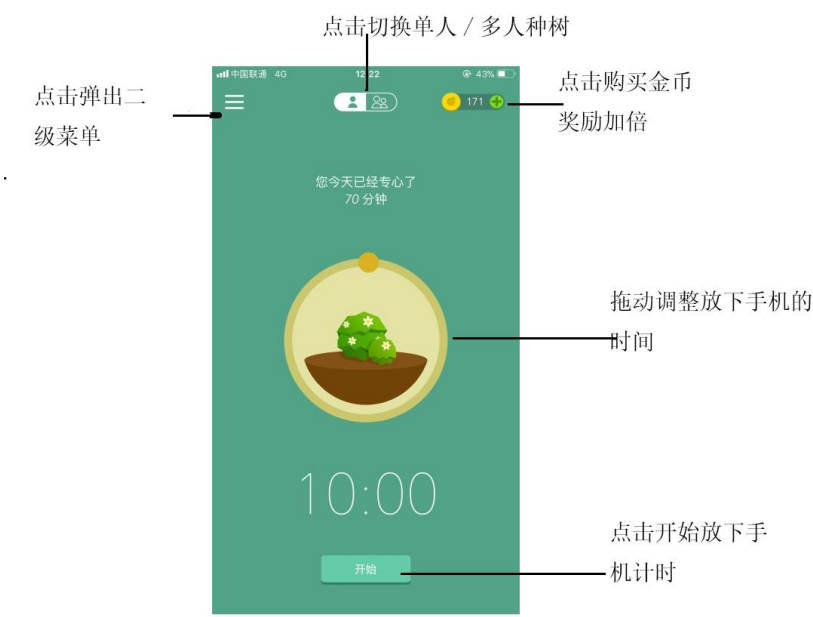 点击切换单人 / 多人种树
中国联通 4G
12:22
43%
点击弹出二
级菜单
171
点击购买金币
奖励加倍
您今天已经专心了
70 分钟
拖动调整放下手机的
时间
10:00
开始
点击开始放下手
机计时